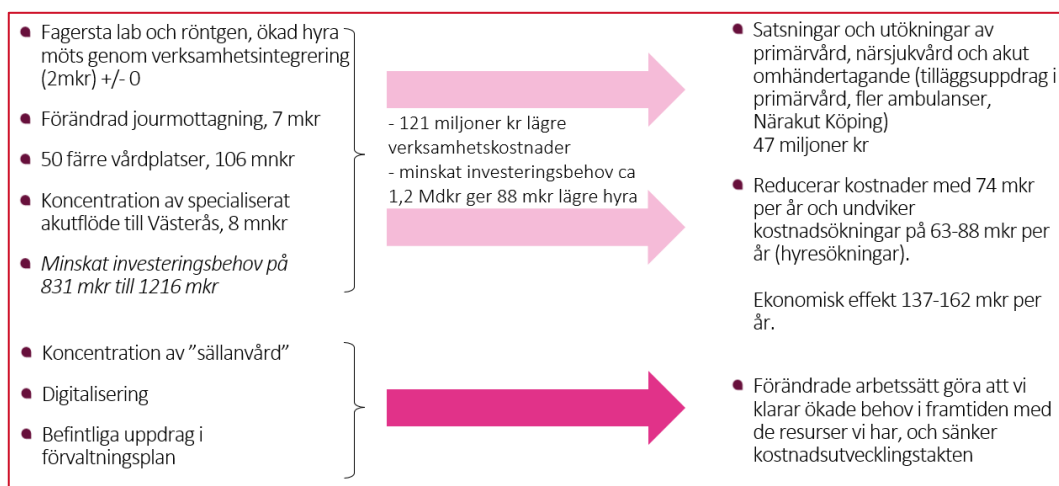 Fagersta lab och röntgen, ökad hyra
möts genom verksamhetsintegrering
(2mkr) +/- 0
Förändrad jourmottagning, 7 mkr
50 färre vårdplatser, 106 mnkr
Koncentration av specialiserat
akutflöde till Västerås, 8 mnkr
Minskat investeringsbehov på
831 mkr till 1216 mkr
- 121 miljoner kr lägre
verksamhetskostnader
- minskat investeringsbehov ca
1,2 Mdkr ger 88 mkr lägre hyra
Satsningar och utökningar av
primärvård, närsjukvård och akut
omhändertagande (tilläggsuppdrag i
primärvård, fler ambulanser,
Närakut Köping)
47 miljoner kr
Reducerar kostnader med 74 mkr
per år och undviker
kostnadsökningar på 63-88 mkr per
år (hyresökningar).
Ekonomisk effekt 137-162 mkr per
år.
Koncentration av ”sällanvård”
Digitalisering
Befintliga uppdrag i
förvaltningsplan
Förändrade arbetssätt göra att vi
klarar ökade behov i framtiden med
de resurser vi har, och sänker
kostnadsutvecklingstakten